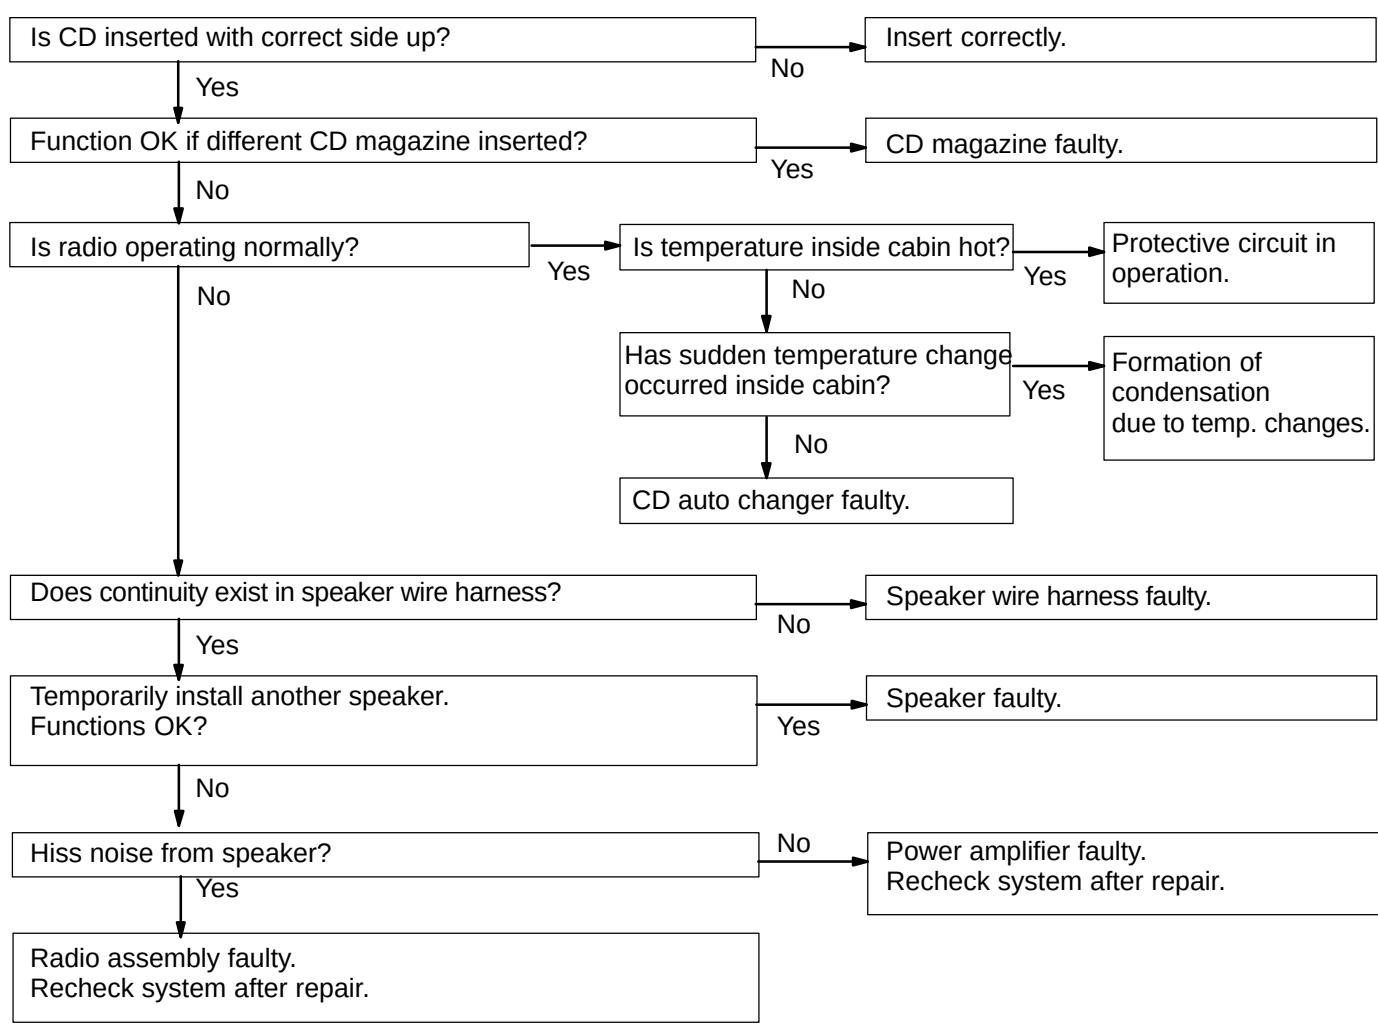 Is CD inserted with correct side up?
Insert correctly.
No
Yes
Function OK if different CD magazine inserted?
CD magazine faulty.
Yes
No
Is radio operating normally?
Yes
Is temperature inside cabin hot?
Yes
Protective circuit in
operation.
No
No
Has sudden temperature change
occurred inside cabin?
Yes
Formation of
condensation
due to temp. changes.
No
CD auto changer faulty.
Does continuity exist in speaker wire harness?
Speaker wire harness faulty.
No
Yes
Temporarily install another speaker.
Functions OK?
Speaker faulty.
Yes
No
Hiss noise from speaker?
No
Power amplifier faulty.
Recheck system after repair.
Yes
Radio assembly faulty.
Recheck system after repair.